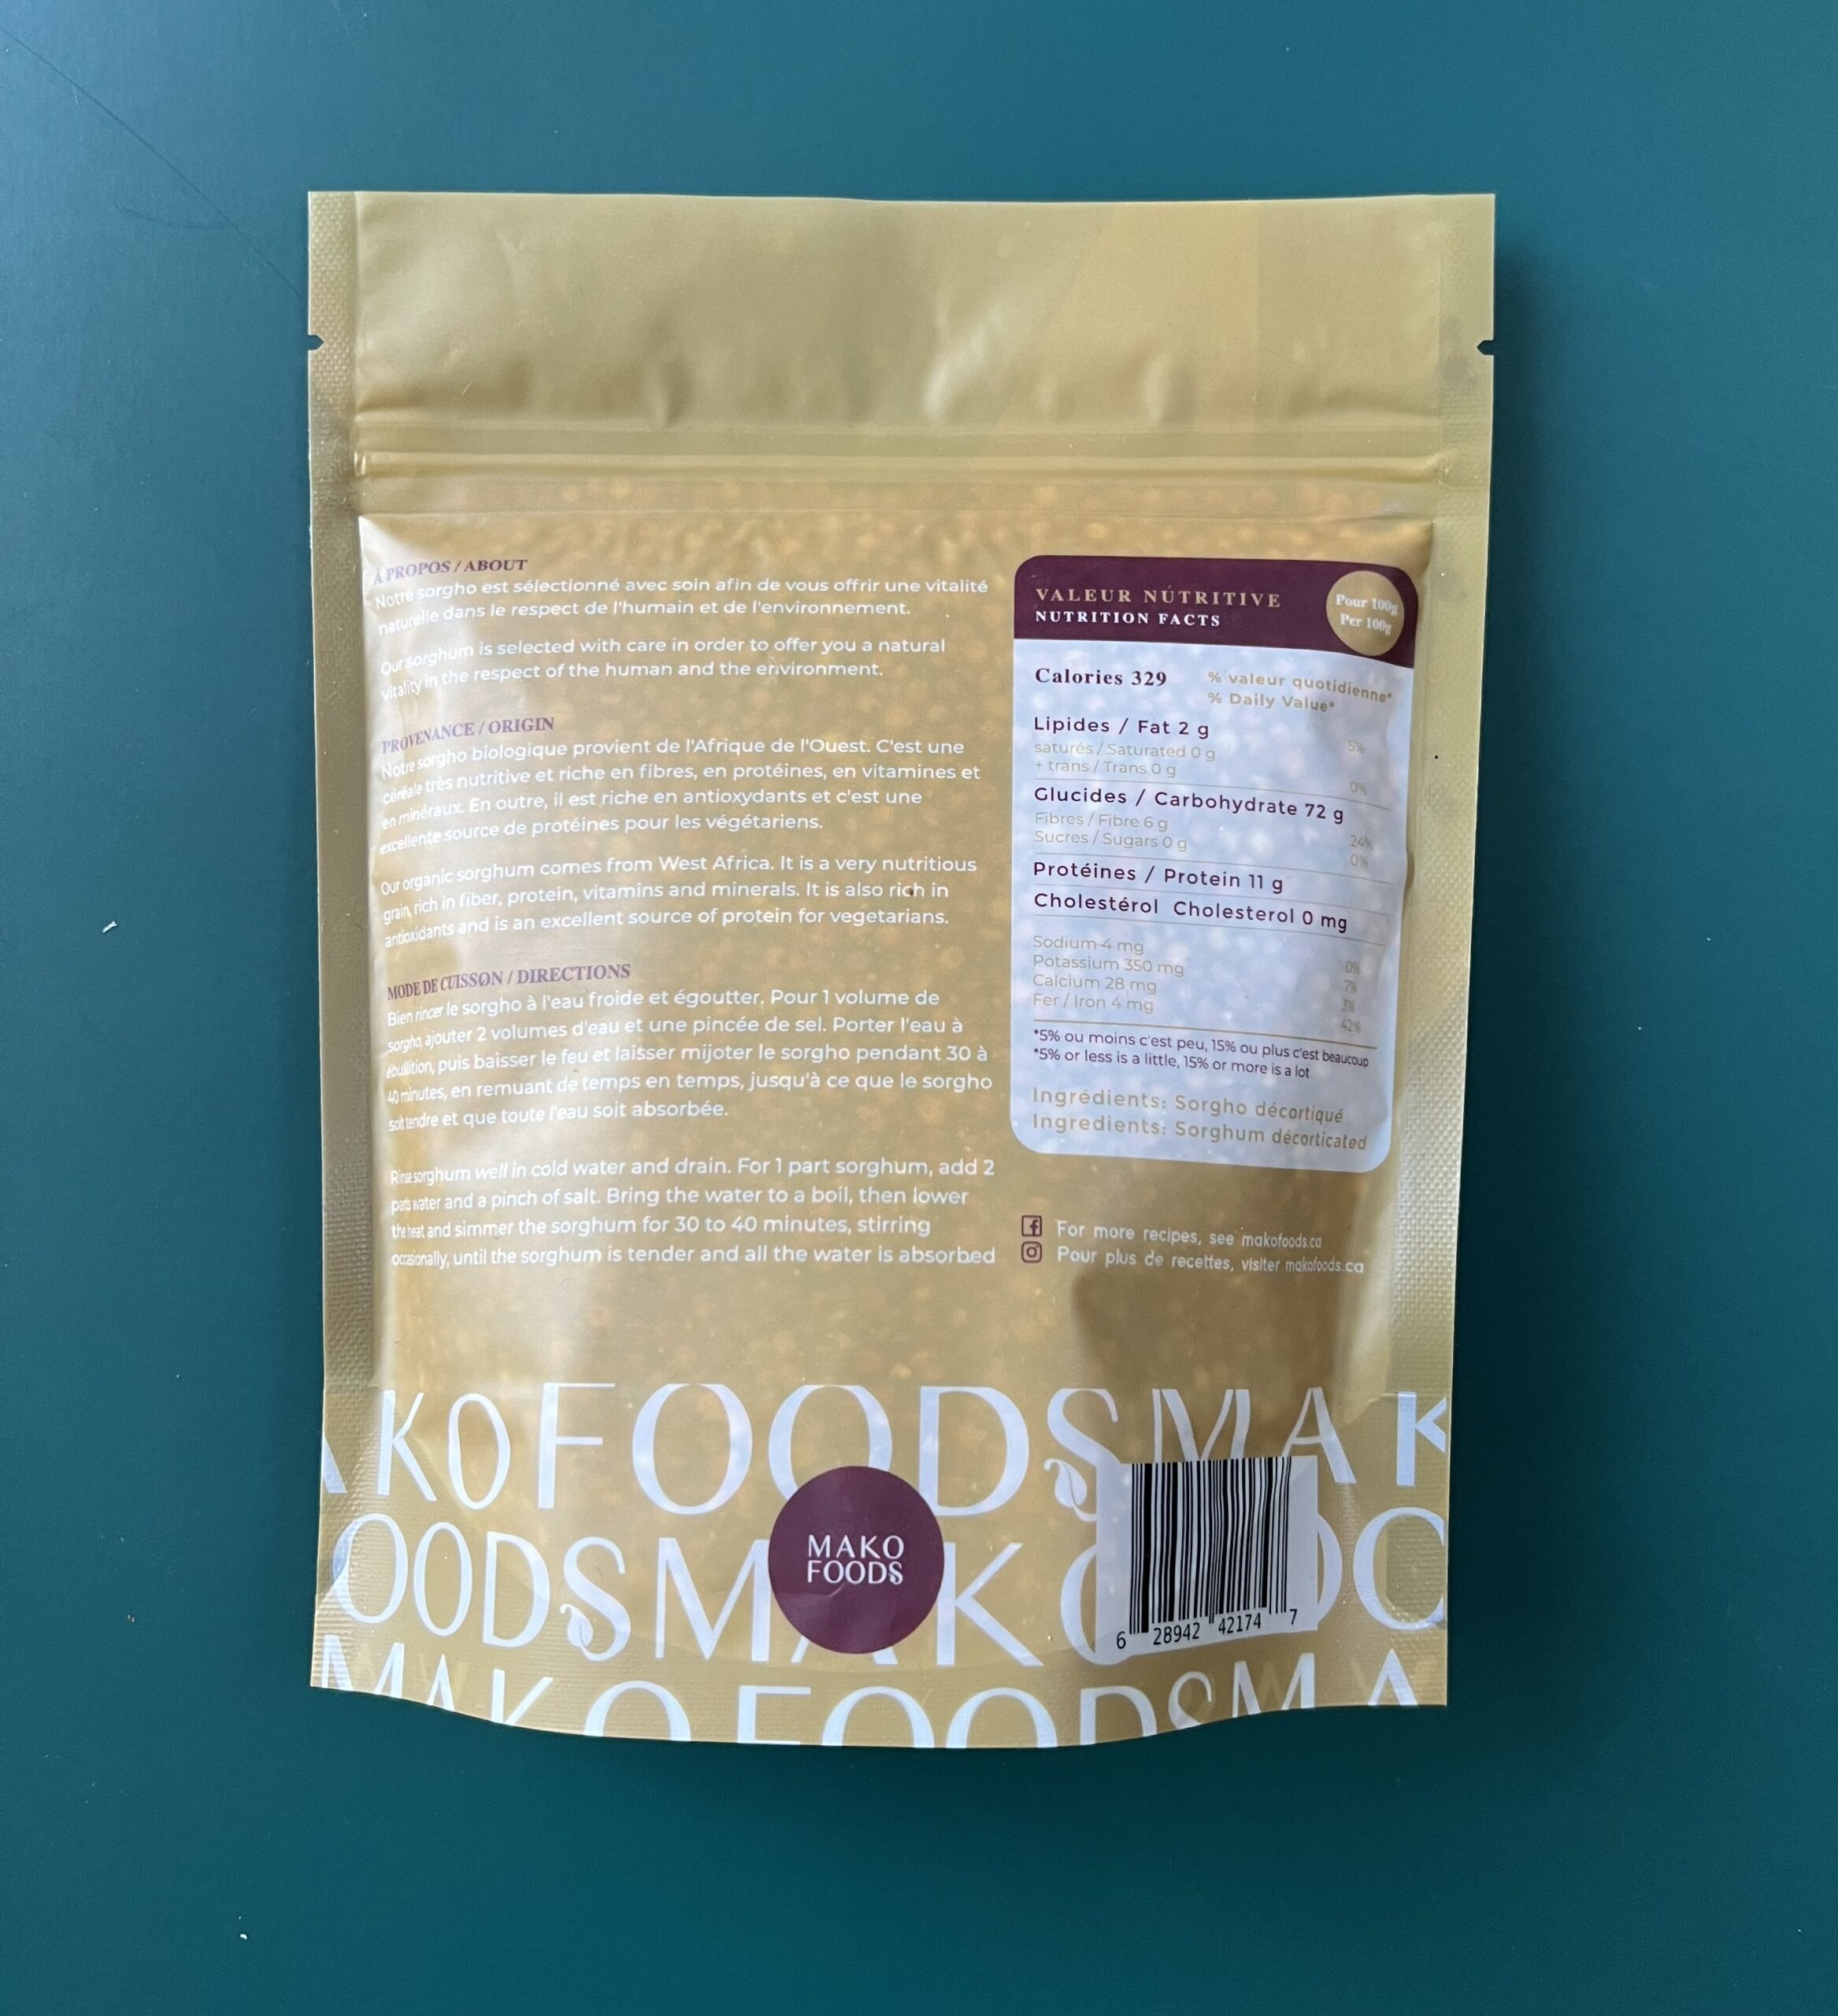 À PROPOS / ABOUT
Notre sorgho est sélectionné avec soin afin de vous offrir une vitalité
naturelle dans le respect de l'humain et de l'environnement.
Our sorghum is selected with care in order to offer you a natural
vitality in the respect of the human and the environment.
PROVENANCE / ORIGIN
Notre sorgho biologique provient de l'Afrique de l'Ouest. C'est une
céréale très nutritive et riche en fibres, en protéines, en vitamines et
en minéraux. En outre, il est riche en antioxydants et c'est une
excellente source de protéines pour les végétariens.
Our organic sorghum comes from West Africa. It is a very nutritious
grain, rich in fiber, protein, vitamins and minerals. It is also rich in
antioxidants and is an excellent source of protein for vegetarians.
MODE DE CUISSØN / DIRECTIONS
Bien rincer le sorgho à l'eau froide et égoutter. Pour 1 volume de
sorgho, ajouter 2 volumes d'eau et une pincée de sel. Porter l'eau à
ébullition, puis baisser le feu et laisser mijoter le sorgho pendant 30 à
40 minutes, en remuant de temps en temps, jusqu'à ce que le sorgho
soit tendre et que toute l'eau soit absorbée.
Rinse sorghum well in cold water and drain. For 1 part sorghum, add 2
parts water and a pinch of salt. Bring the water to a boil, then lower
the heat and simmer the sorghum for 30 to 40 minutes, stirring
occasionally, until the sorghum is tender and all the water is absorbed
VALEUR NUTRITIVE
NUTRITION FACTS
Pour 100g
Per 100g
Calories 329
% valeur quotidienne*
% Daily Value*
Lipides / Fat 2 g
5%
saturés / Saturated 0 g
+ trans / Trans 0 g
0%
Glucides / Carbohydrate 72 g
Fibres / Fibre 6 g
24%
Sucres / Sugars 0 g
0%
Protéines / Protein 11 g
Cholestérol Cholesterol 0 mg
Sodium 4 mg
0%
Potassium 350 mg
7%
Calcium 28 mg
3%
Fer / Iron 4 mg
42%
*5% ou moins c'est peu, 15% ou plus c'est beaucoup
*5% or less is a little, 15% or more is a lot
Ingrédients: Sorgho décortiqué
Ingredients: Sorghum décorticated
For more recipes, see makofoods.ca
Pour plus de recettes, visiter makofoods.ca
AKOFOODSMAK
OODSMAKO
OC
MAKO
FOODS
6 28942 42174 7
MAKOFOODSMA